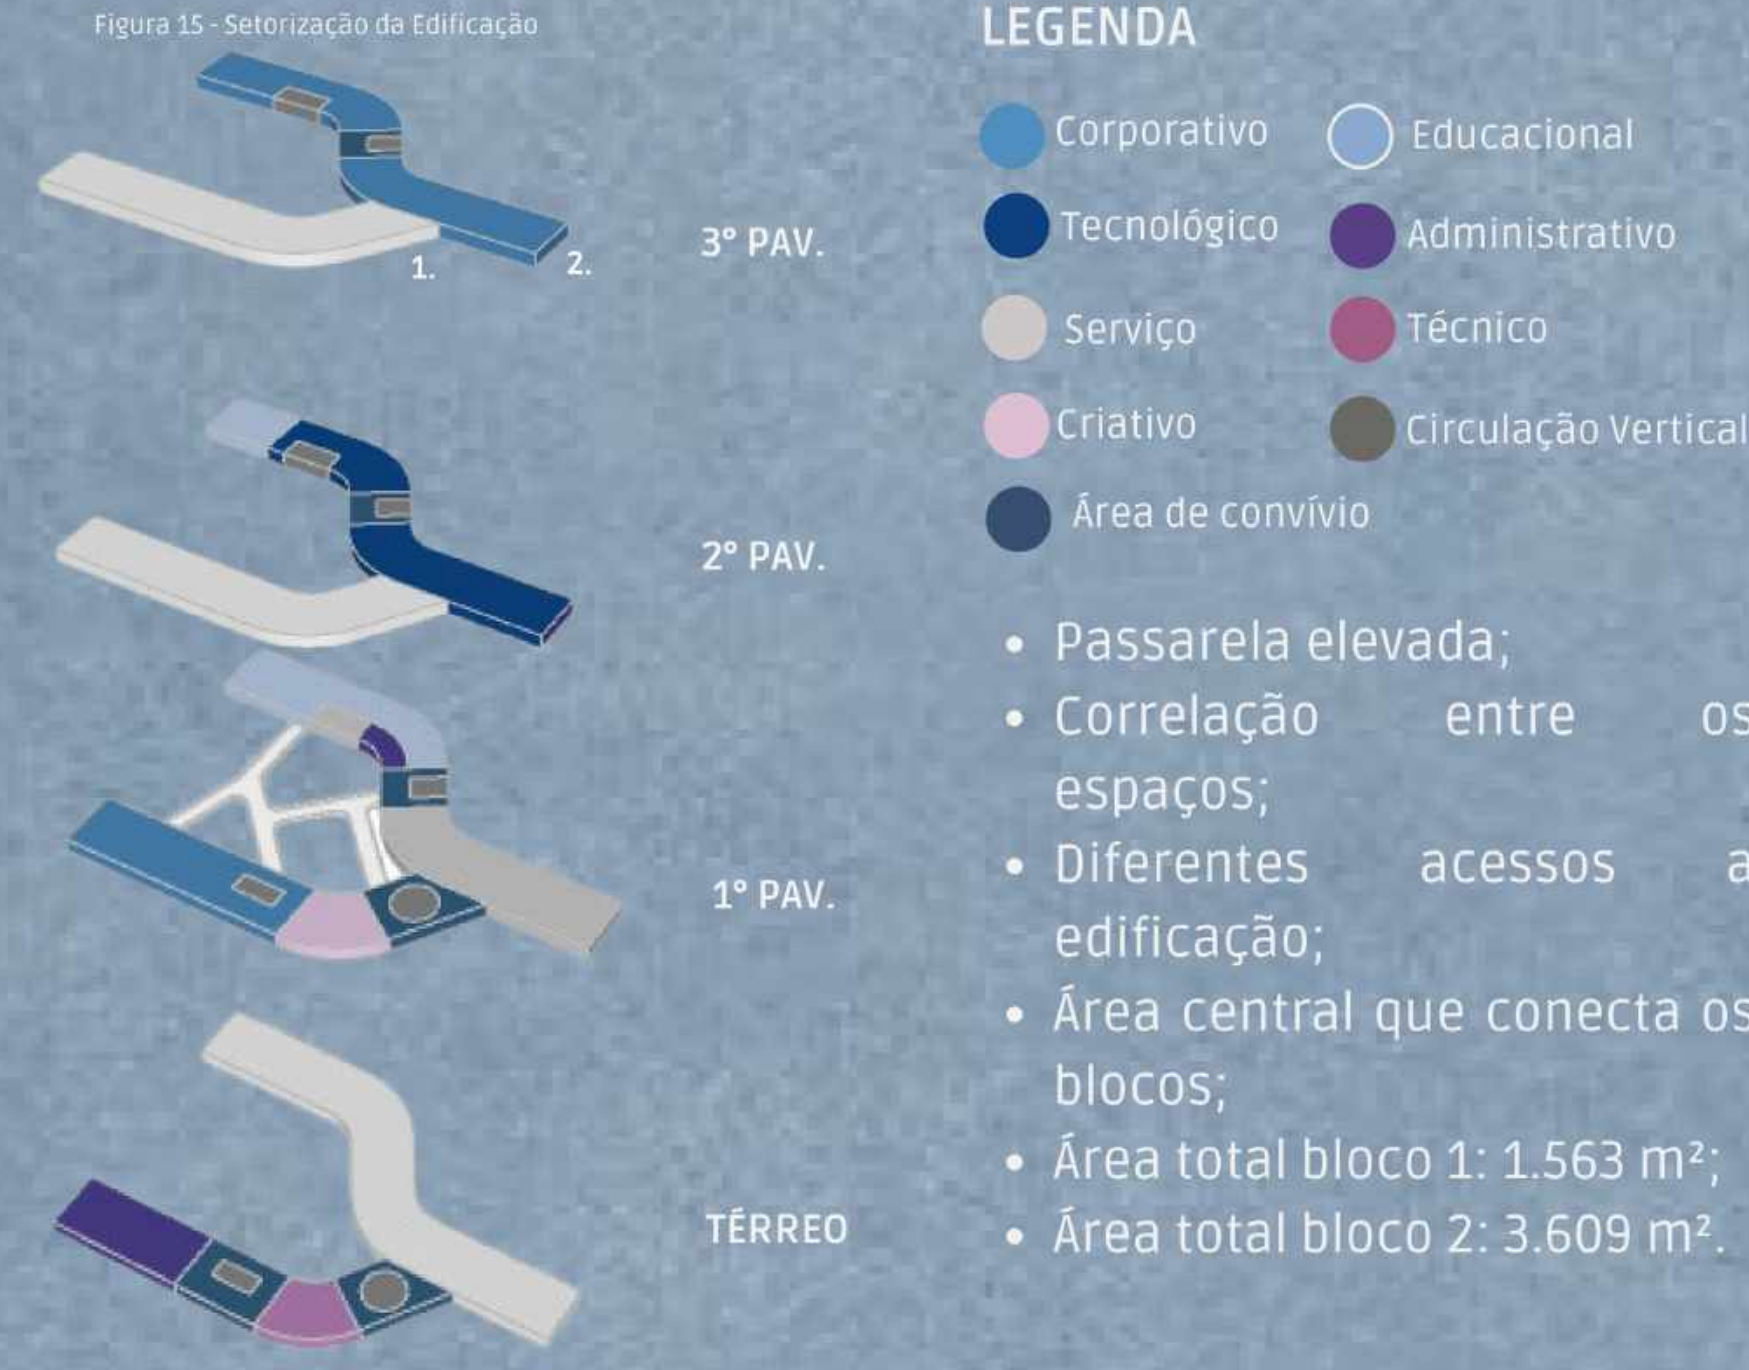 Figura 15 - Setorização da Edificação
3° PAV.
1.
2.
2° PAV.
1° PAV.
TÉRREO
LEGENDA
Corporativo
Educacional
Tecnológico
Administrativo
Serviço
Técnico
Criativo
Circulação Vertical
Área de convívio
• Passarela elevada;
• Correlação entre os
espaços;
• Diferentes acessos a
edificação;
• Área central que conecta os
blocos;
• Área total bloco 1: 1.563 m²;
• Área total bloco 2: 3.609 m².